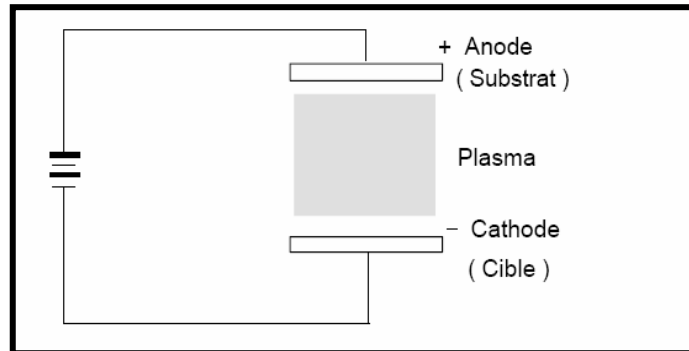 + Anode
( Substrat )
Plasma
− Cathode
( Cible )